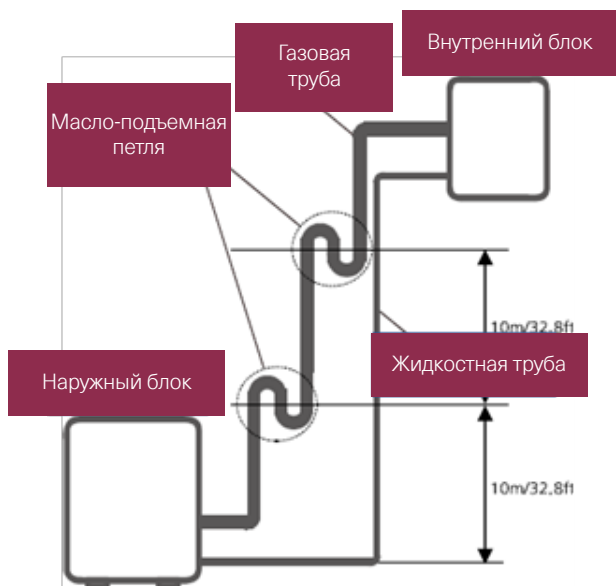 Газовая
труба
Внутренний блок
Масло-подъемная
петля
10m/32.8ft
Жидкостная труба
Наружный блок
10m/32.8ft